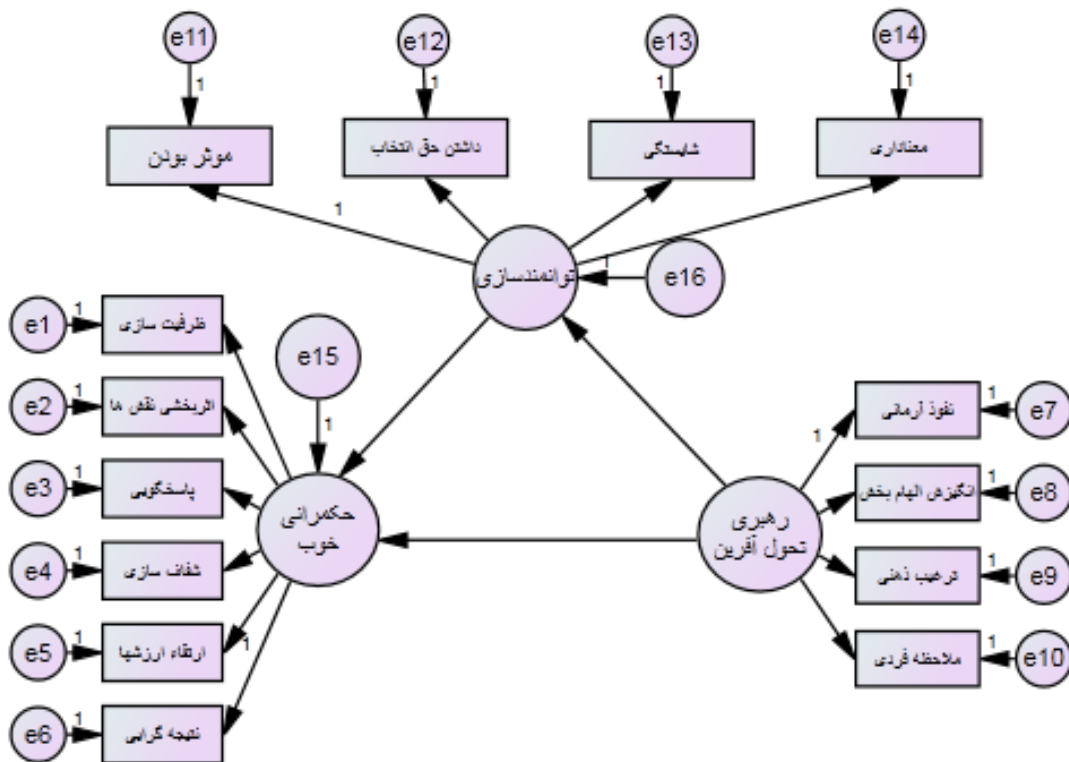 e11
e12
e13
e14
1
1
1
1
موثر بودن
داشتن حق انتخاب
شایستگی
معناداری
1
توانمندسازی
1
e16
e1
1
ظرفیت سازی
e15
1
e2
1
اثربخشی نقش ها
e3
1
پاسخگویی
حکمرانی
خوب
e4
1
شفاف سازی
e5
1
ارتقاء ارزشها
1
e6
1
نتیجه گرایی
رهبری
تحول آفرین
1
نفوذ آرمانی
1
e7
انگیزش الهام بخش
1
e8
ترغیب ذهنی
1
e9
ملاحظه فردی
1
e10